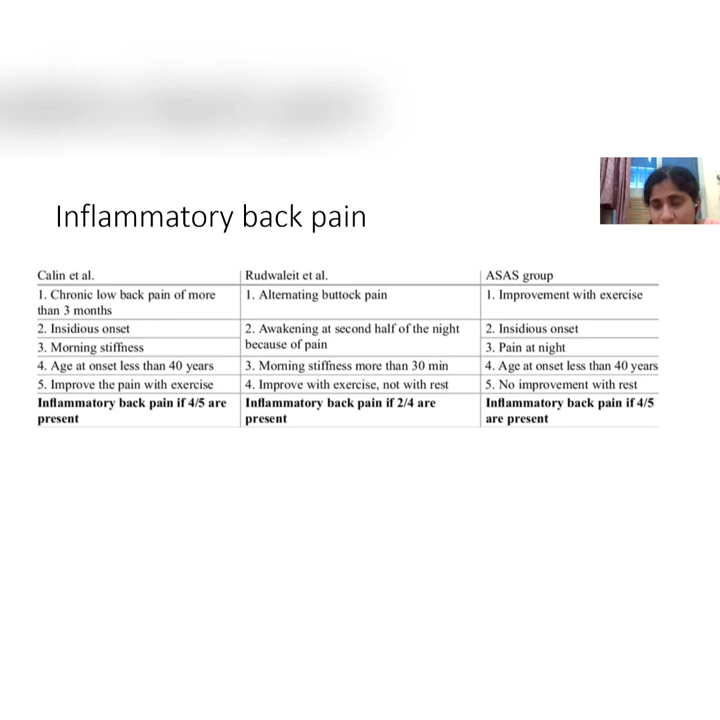 Inflammatory back pain
Calin et al. Rudwaleit et al. ASAS group
1. Chronic low back pain of more than 3 months 1. Alternating buttock pain 1. Improvement with exercise
2. Insidious onset 2. Awakening at second half of the night because of pain 2. Insidious onset
3. Morning stiffness 3. Pain at night
4. Age at onset less than 40 years 3. Morning stiffness more than 30 min 4. Age at onset less than 40 years
5. Improve the pain with exercise 4. Improve with exercise, not with rest 5. No improvement with rest
Inflammatory back pain if 4/5 are present Inflammatory back pain if 2/4 are present Inflammatory back pain if 4/5 are present